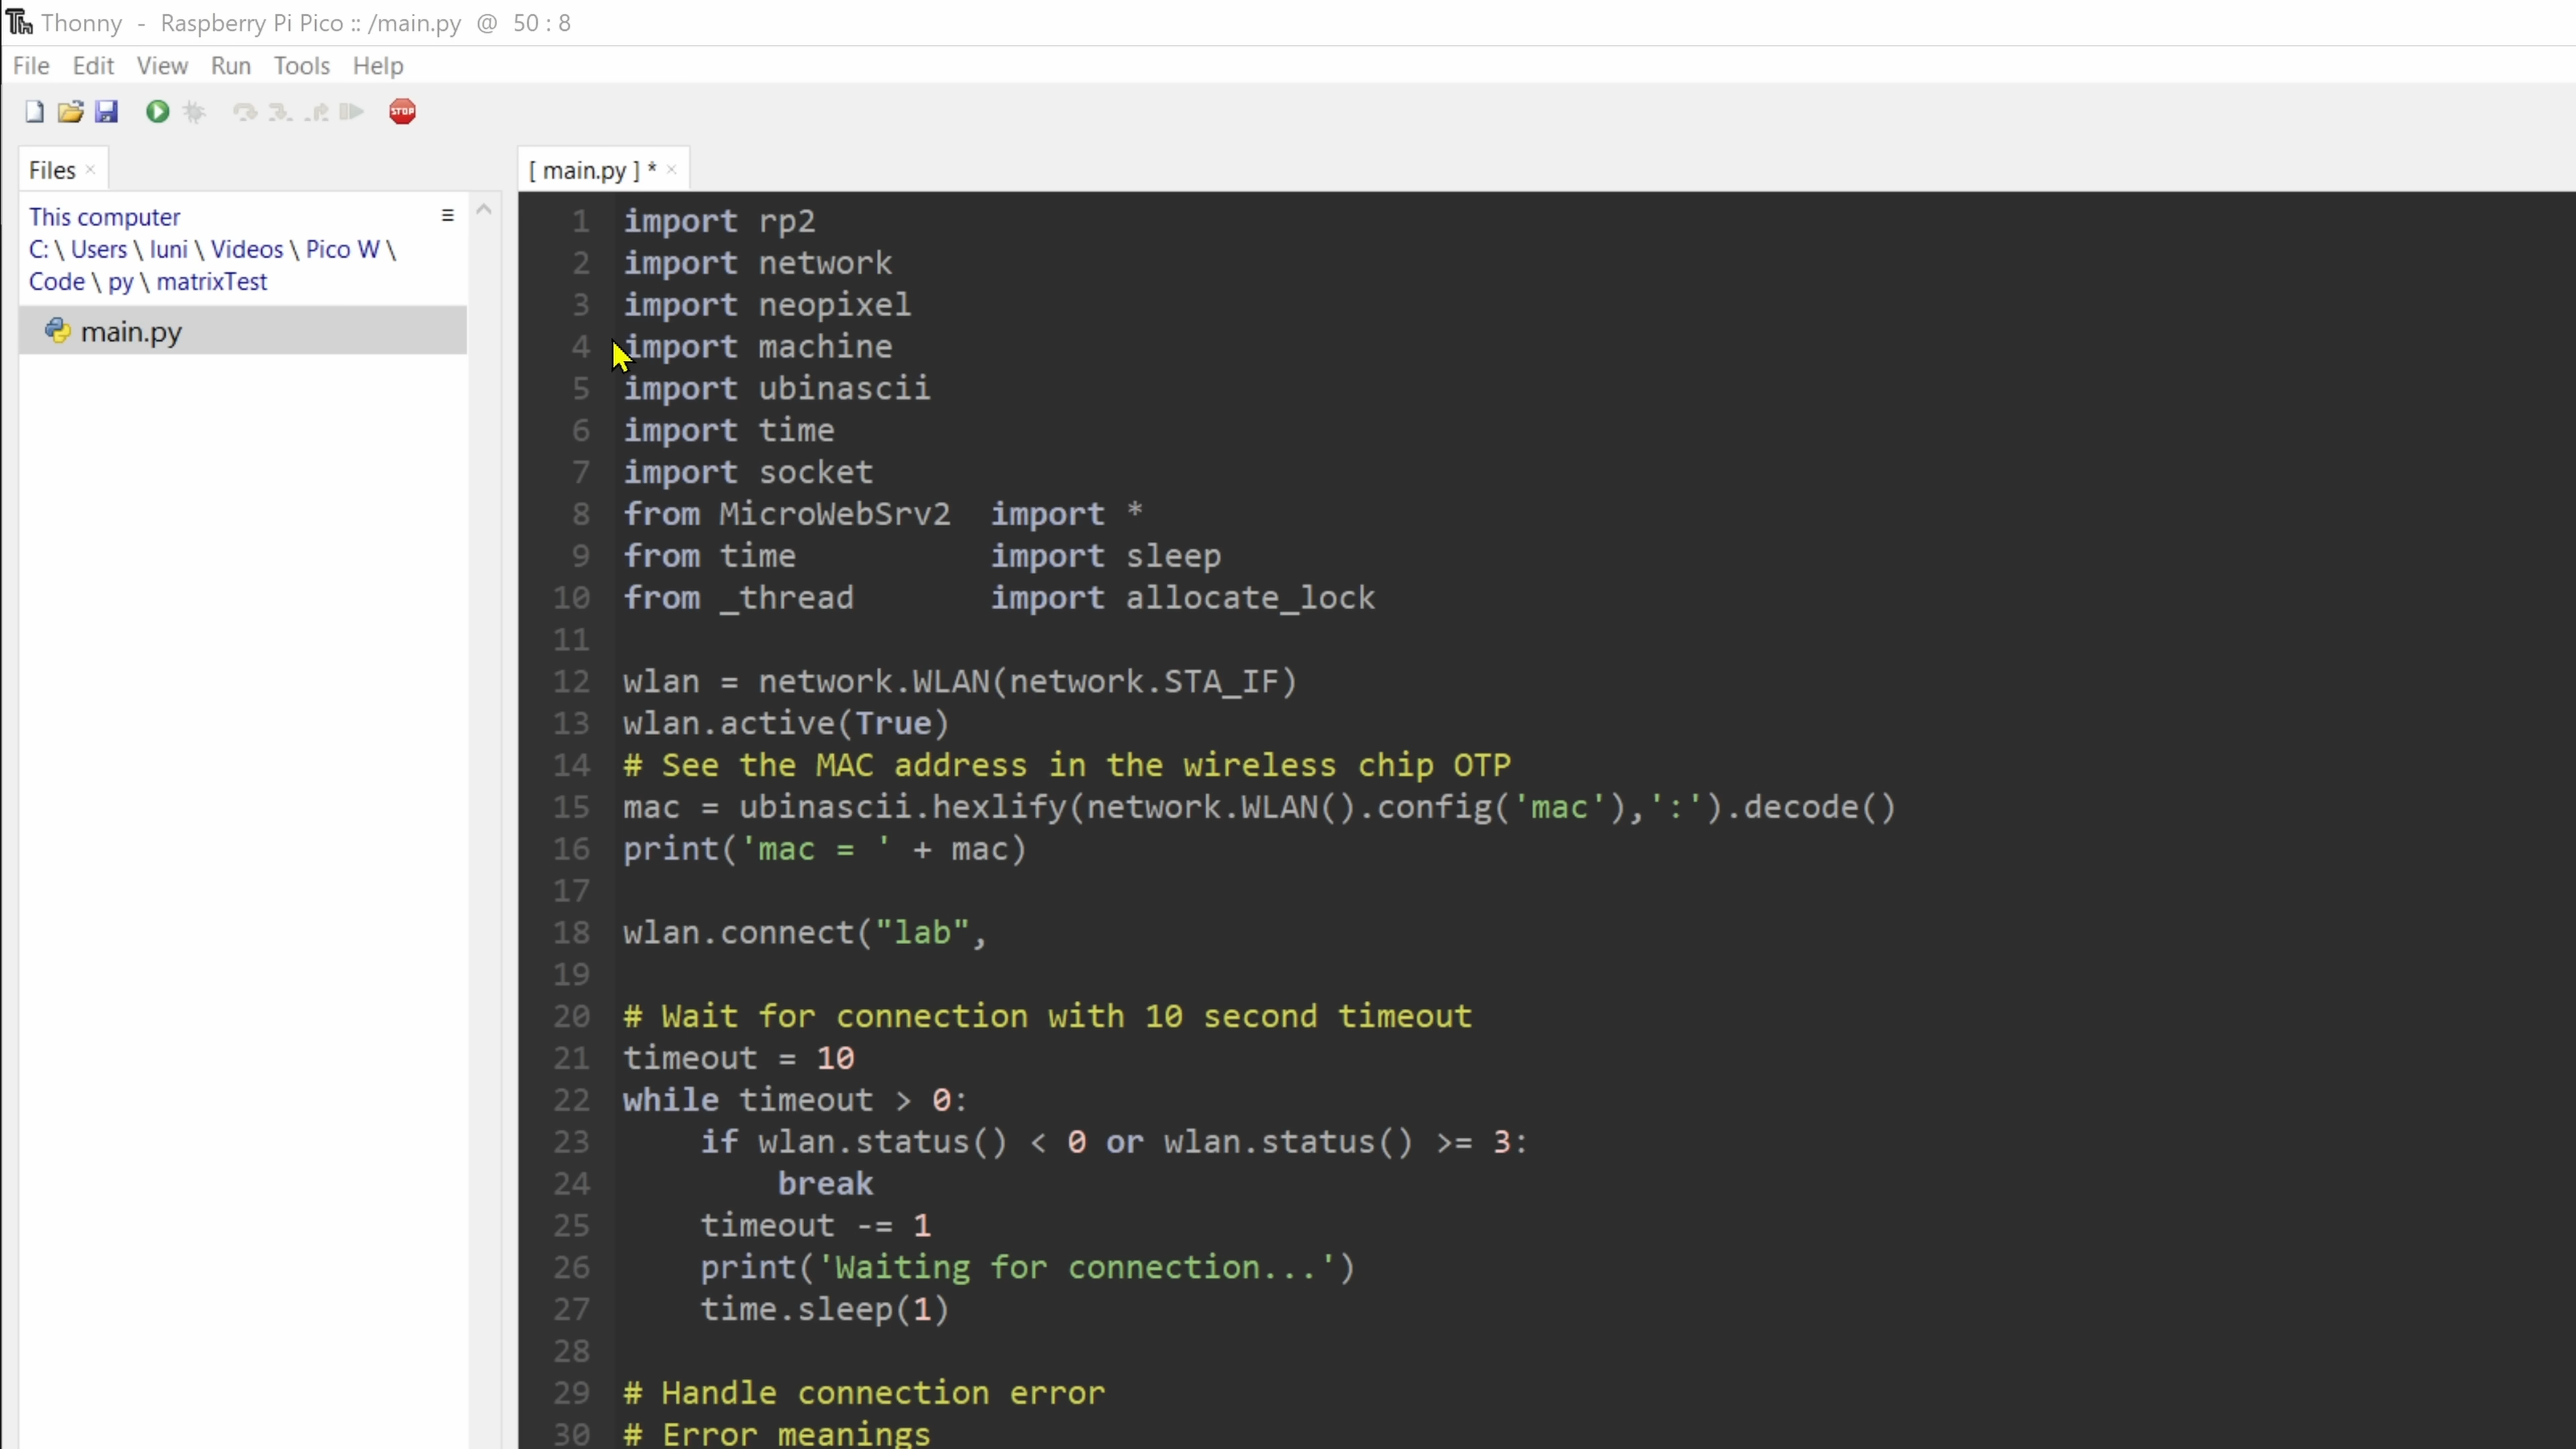 Thonny - Raspberry Pi Pico :: /main.py @ 50 : 8
File Edit View Run Tools Help
STOP
Files
[ main.py ] *
This computer
C: \ Users \ luni \ Videos \ Pico W \
Code \ py \ matrixTest
main.py
1 import rp2
2 import network
3 import neopixel
4 import machine
5 import ubinascii
6 import time
7 import socket
8 from MicroWebSrv2  import *
9 from time          import sleep
10 from _thread       import allocate_lock
11
12 wlan = network.WLAN(network.STA_IF)
13 wlan.active(True)
14 # See the MAC address in the wireless chip OTP
15 mac = ubinascii.hexlify(network.WLAN().config('mac'),':').decode()
16 print('mac = ' + mac)
17
18 wlan.connect("lab",
19
20 # Wait for connection with 10 second timeout
21 timeout = 10
22 while timeout > 0:
23     if wlan.status() < 0 or wlan.status() >= 3:
24         break
25     timeout -= 1
26     print('Waiting for connection...')
27     time.sleep(1)
28
29 # Handle connection error
30 # Error meanings